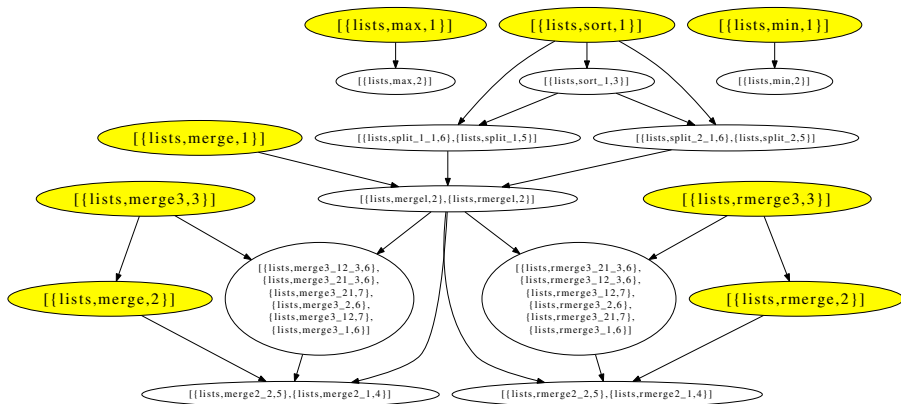 [{lists,max,1}]
[{lists,sort,1}]
[{lists,min,1}]
[{lists,max,2}]
[{lists,sort_1,3}]
[{lists,min,2}]
[{lists,merge,1}]
[{lists,split_1_1,6},{lists,split_1,5}]
[{lists,split_2_1,6},{lists,split_2,5}]
[{lists,merge3,3}]
[{lists,mergel,2},{lists,rmergel,2}]
[{lists,rmerge3,3}]
[{lists,merge,2}]
[{lists,merge3_12_3,6},
{lists,merge3_21_3,6},
{lists,merge3_21,7},
{lists,merge3_2,6},
{lists,merge3_12,7},
{lists,merge3_1,6}]
[{lists,rmerge3_21_3,6},
{lists,rmerge3_12_3,6},
{lists,rmerge3_12,7},
{lists,rmerge3_2,6},
{lists,rmerge3_21,7},
{lists,rmerge3_1,6}]
[{lists,rmerge,2}]
[{lists,merge2_2,5},{lists,merge2_1,4}]
[{lists,rmerge2_2,5},{lists,rmerge2_1,4}]